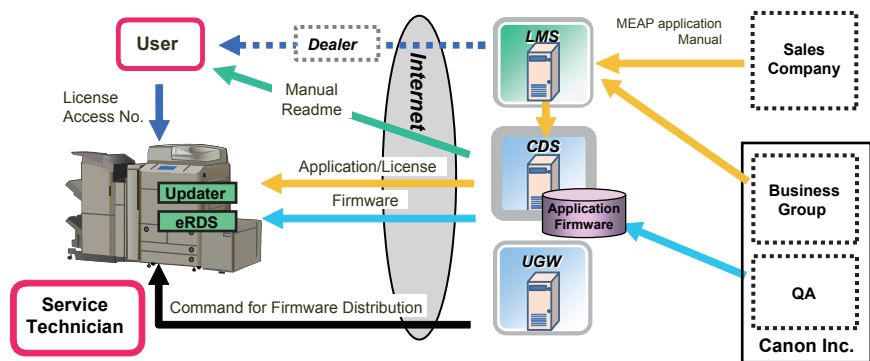 User
Dealer
LMS
MEAP application
Manual
Sales
Company
Internet
License
Access No.
Manual
Readme
CDS
Application/License
Updater
Firmware
eRDS
Application
Firmware
Business
Group
UGW
QA
Service
Technician
Command for Firmware Distribution
Canon Inc.